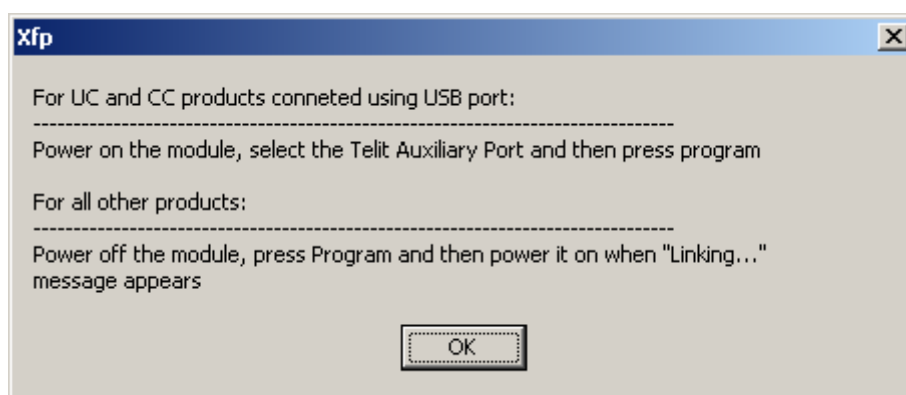 Xfp
For UC and CC products conneted using USB port:
--------------------------------------------------------------------------------
Power on the module, select the Telit Auxiliary Port and then press program
For all other products:
--------------------------------------------------------------------------------
Power off the module, press Program and then power it on when "Linking..."
message appears
OK